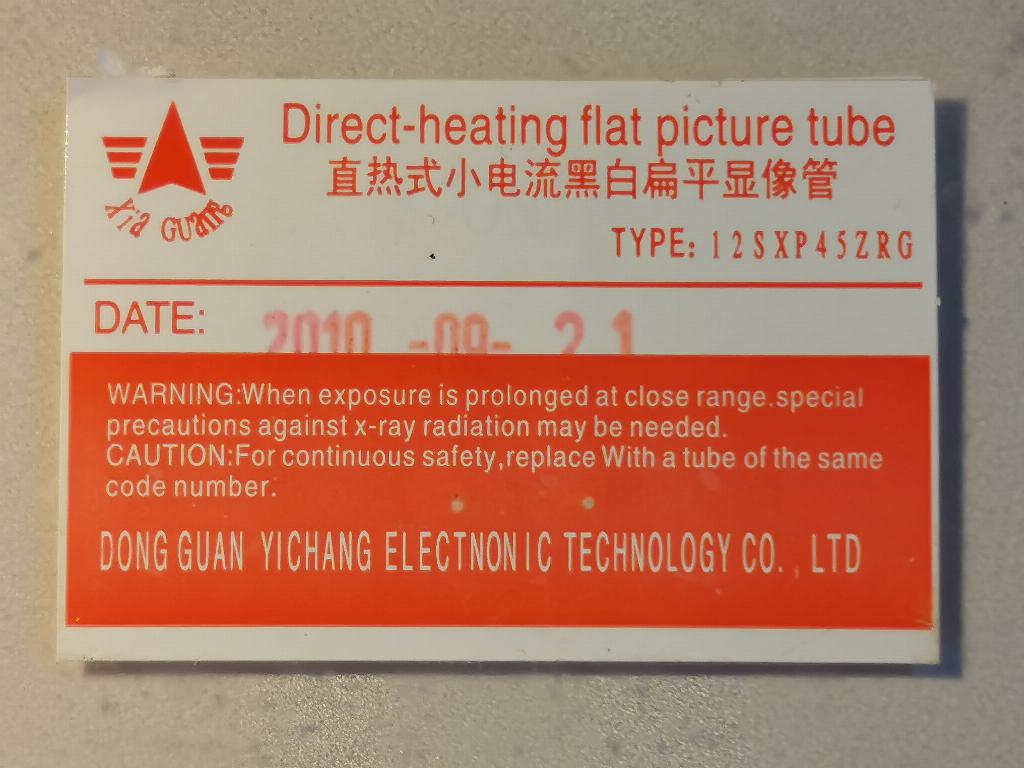 Direct-heating flat picture tube
直热式小电流黑白扁平显像管
Xia GUang
TYPE: 12SXP45ZRG
DATE: 2010 -09- 21
WARNING:When exposure is prolonged at close range.special
precautions against x-ray radiation may be needed.
CAUTION:For continuous safety,replace With a tube of the same
code number.
DONG GUAN YICHANG ELECTNONIC TECHNOLOGY CO., LTD